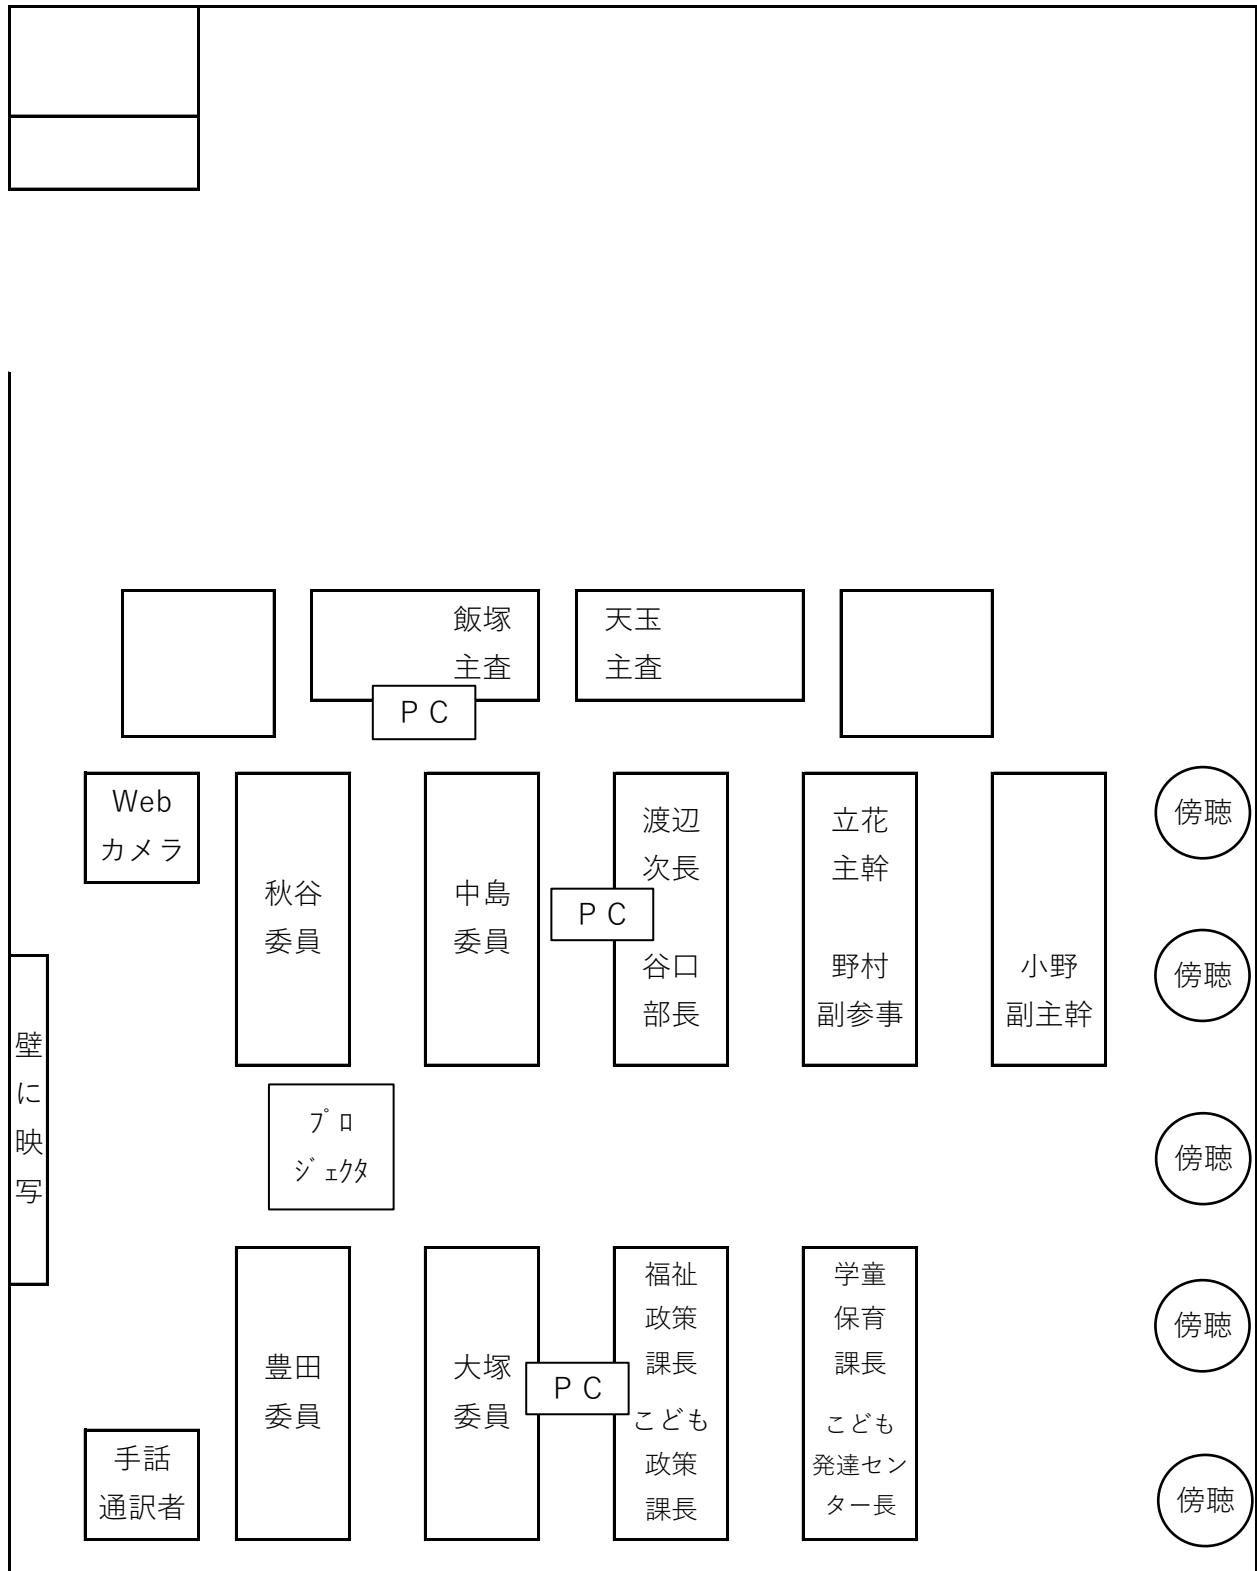 飯塚
主査
天玉
主査
ＰＣ
Web
カメラ
秋谷
委員
中島
委員
ＰＣ
渡辺
次長
谷口
部長
立花
主幹
野村
副参事
小野
副主幹
傍聴
傍聴
壁
に
映
写
ﾌﾟﾛ
ｼﾞｪｸﾀ
傍聴
豊田
委員
大塚
委員
ＰＣ
福祉
政策
課長
こども
政策
課長
学童
保育
課長
こども
発達セン
ター長
傍聴
手話
通訳者
傍聴